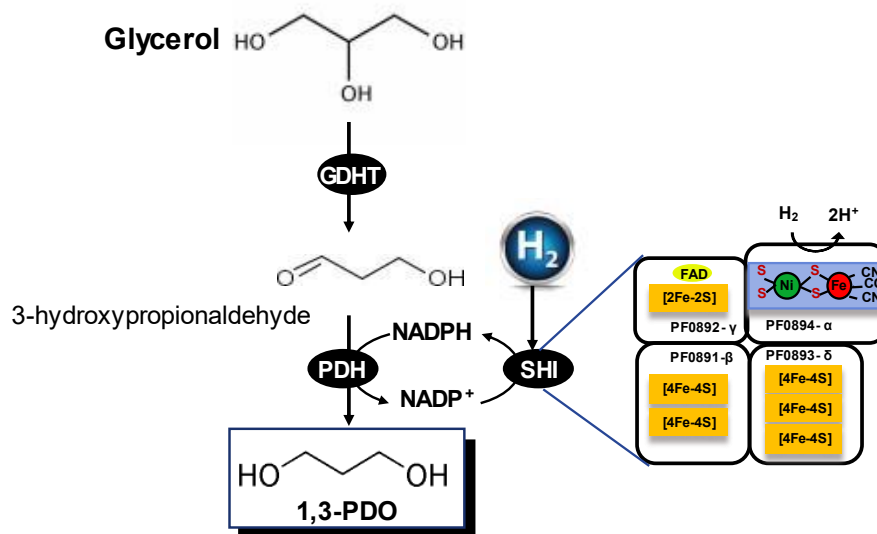 Glycerol
HO
OH
OH
GDHT
O
OH
3-hydroxypropionaldehyde
H2
NADPH
PDH
SHI
NADP+
HO
OH
1,3-PDO
H2 2H+
FAD
[2Fe-2S]
PF0892- γ
S
S
Ni
S
S
Fe
CN
CO
CN
PF0894- α
PF0891-β
[4Fe-4S]
[4Fe-4S]
PF0893- δ
[4Fe-4S]
[4Fe-4S]
[4Fe-4S]